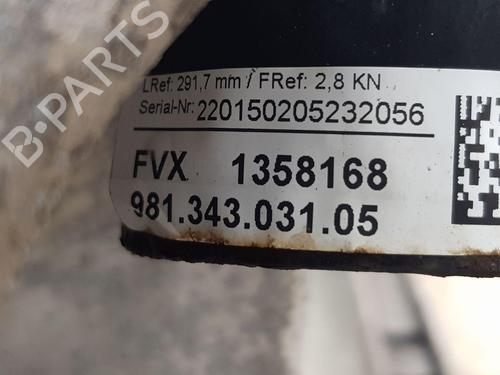 LRef: 291,7 mm / FRef: 2,8 KN
Serial-Nr: 220150205232056
FVX 1358168
981.343.031.05
B-PARTS